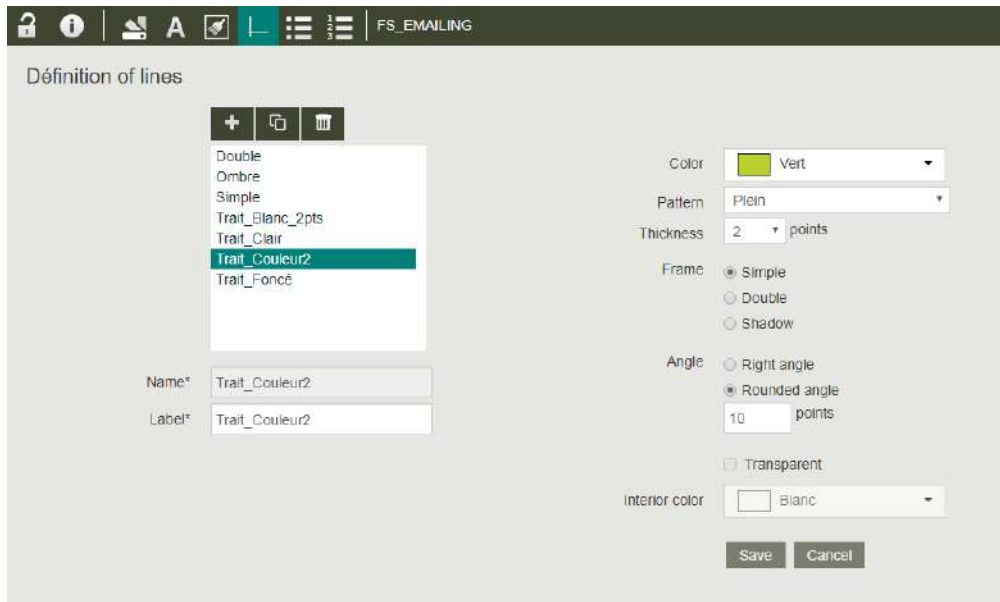 FS_EMAILING
Définition of lines
Double
Ombre
Simple
Trait_Blanc_2pts
Trait_Clair
Trait_Couleur2
Trait_Foncé
Name* Trait_Couleur2
Label* Trait_Couleur2
Color Vert
Pattern Plein
Thickness 2 points
Frame Simple
Double
Shadow
Angle Right angle
Rounded angle
10 points
Transparent
Interior color Blanc
Save Cancel